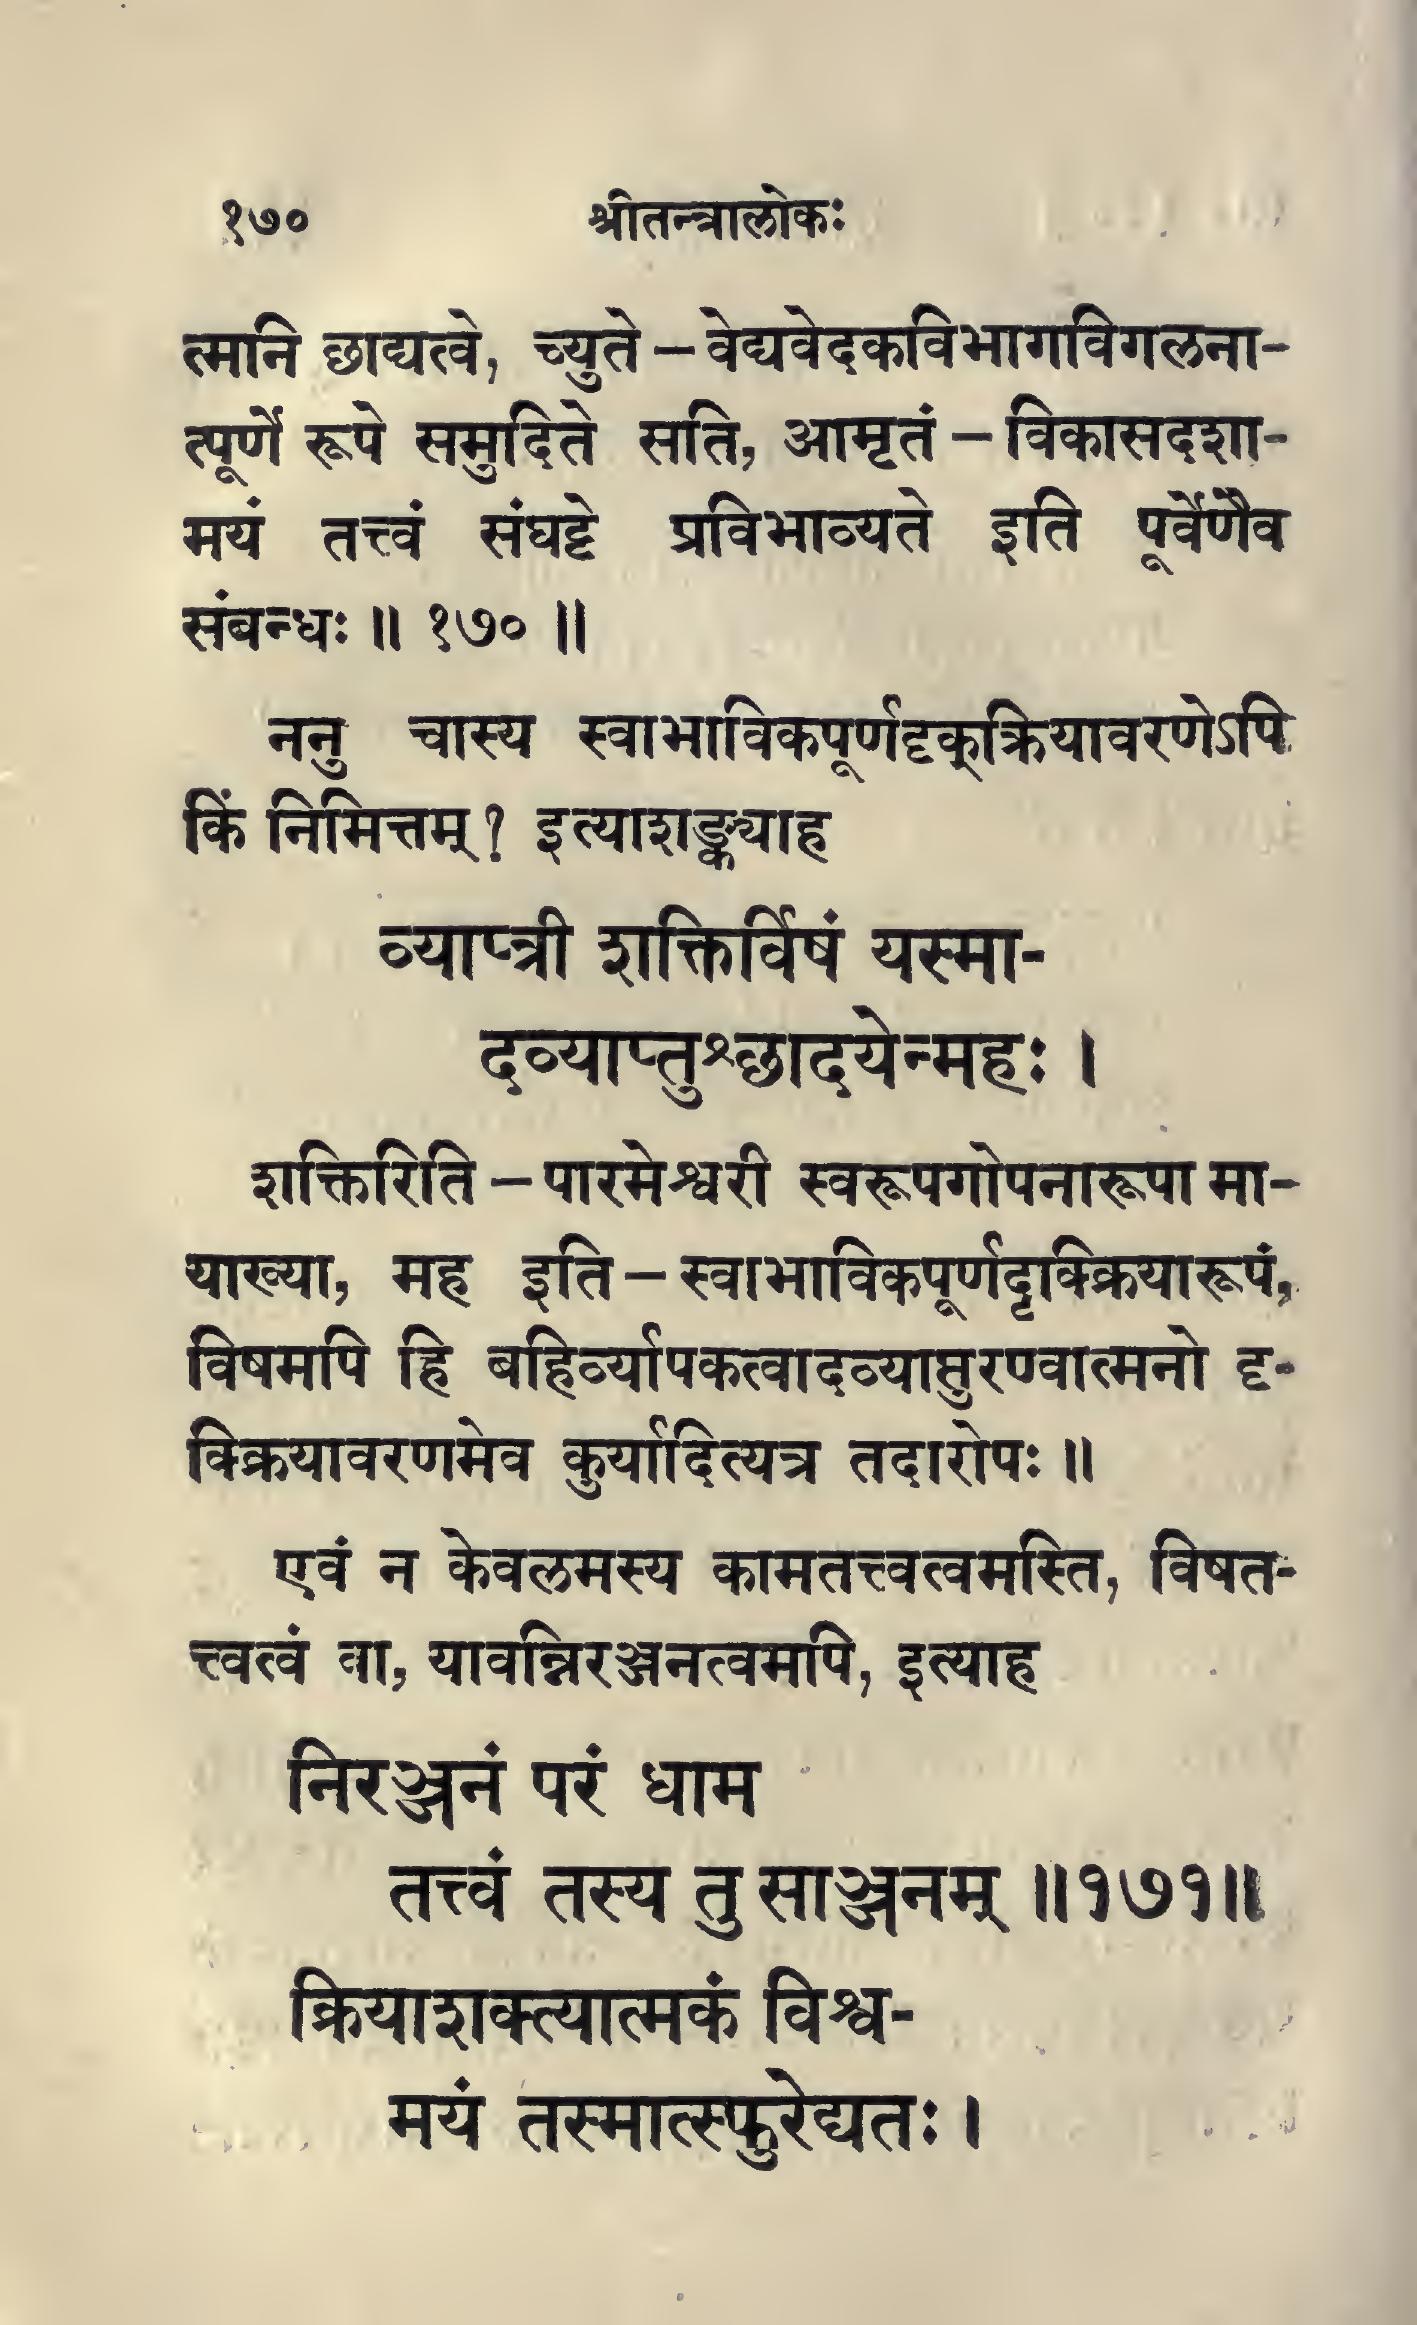 १७० श्रीतन्त्रालोकः
त्मनि छाद्यत्वे, च्युते – वेद्यवेदकविभागविगलना-
त्पूर्णे रूपे समुदिते सति, आमृतं – विकासदशा-
मयं तत्त्वं संघट्टे प्रविभाव्यते इति पूर्वेणैव
संबन्धः ॥ १७० ॥
ननु चास्य स्वाभाविकपूर्णदृक्‌क्रियावरणेऽपि
किं निमित्तम्? इत्याशङ्क्याह
व्याप्त्री शक्तिर्विषं यस्मा-
दव्याप्तुश्छादयेन्महः ।
शक्तिरिति – पारमेश्वरी स्वरूपगोपनारूपा मा-
याख्या, मह इति – स्वाभाविकपूर्णदृक्क्रियारूपं,
विषमपि हि बहिर्व्यापकत्वादव्याप्तुरण्वात्मनो दृ-
क्क्रियावरणमेव कुर्यादित्यत्र तदारोपः ॥
एवं न केवलमस्य कामतत्त्वत्वमस्ति, विषत-
त्त्वत्वं वा, यावन्निरञ्जनत्वमपि, इत्याह
निरञ्जनं परं धाम
तत्त्वं तस्य तु साञ्जनम् ॥१७१॥
क्रियाशक्त्यात्मकं विश्व-
मयं तस्मात्स्फुरेद्यतः ।